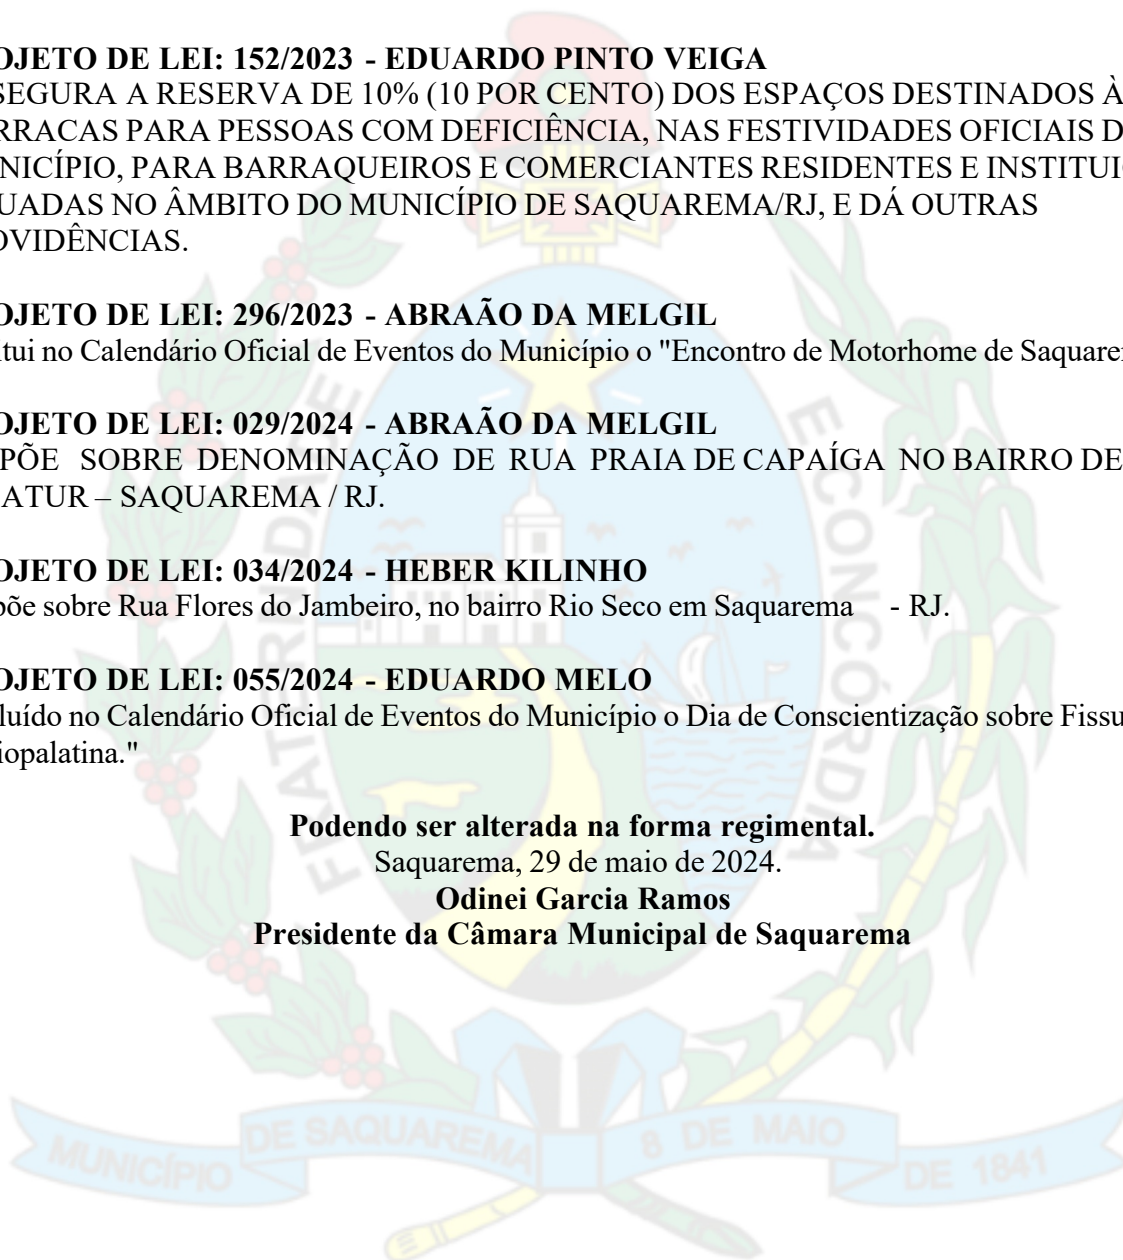 OJETO DE LEI: 152/2023 - EDUARDO PINTO VEIGA
SEGURA A RESERVA DE 10% (10 POR CENTO) DOS ESPAÇOS DESTINADOS À
RRACAS PARA PESSOAS COM DEFICIÊNCIA, NAS FESTIVIDADES OFICIAIS D
NICÍPIO, PARA BARRAQUEIROS E COMERCIANTES RESIDENTES E INSTITUI
UADAS NO ÂMBITO DO MUNICÍPIO DE SAQUAREMA/RJ, E DÁ OUTRAS
OVIDÊNCIAS.
OJETO DE LEI: 296/2023 - ABRAÃO DA MELGIL
itui no Calendário Oficial de Eventos do Município o "Encontro de Motorhome de Saquare
OJETO DE LEI: 029/2024 - ABRAÃO DA MELGIL
PÕE SOBRE DENOMINAÇÃO DE RUA PRAIA DE CAPAÍGA NO BAIRRO DE
ATUR – SAQUAREMA / RJ.
OJETO DE LEI: 034/2024 - HEBER KILINHO
põe sobre Rua Flores do Jambeiro, no bairro Rio Seco em Saquarema - RJ.
OJETO DE LEI: 055/2024 - EDUARDO MELO
luído no Calendário Oficial de Eventos do Município o Dia de Conscientização sobre Fissu
iopalatina."
Podendo ser alterada na forma regimental.
Saquarema, 29 de maio de 2024.
Odinei Garcia Ramos
Presidente da Câmara Municipal de Saquarema
FRATERNIDADE
E CONCÓRDIA
MUNICÍPIO DE SAQUAREMA 8 DE MAIO DE 1841